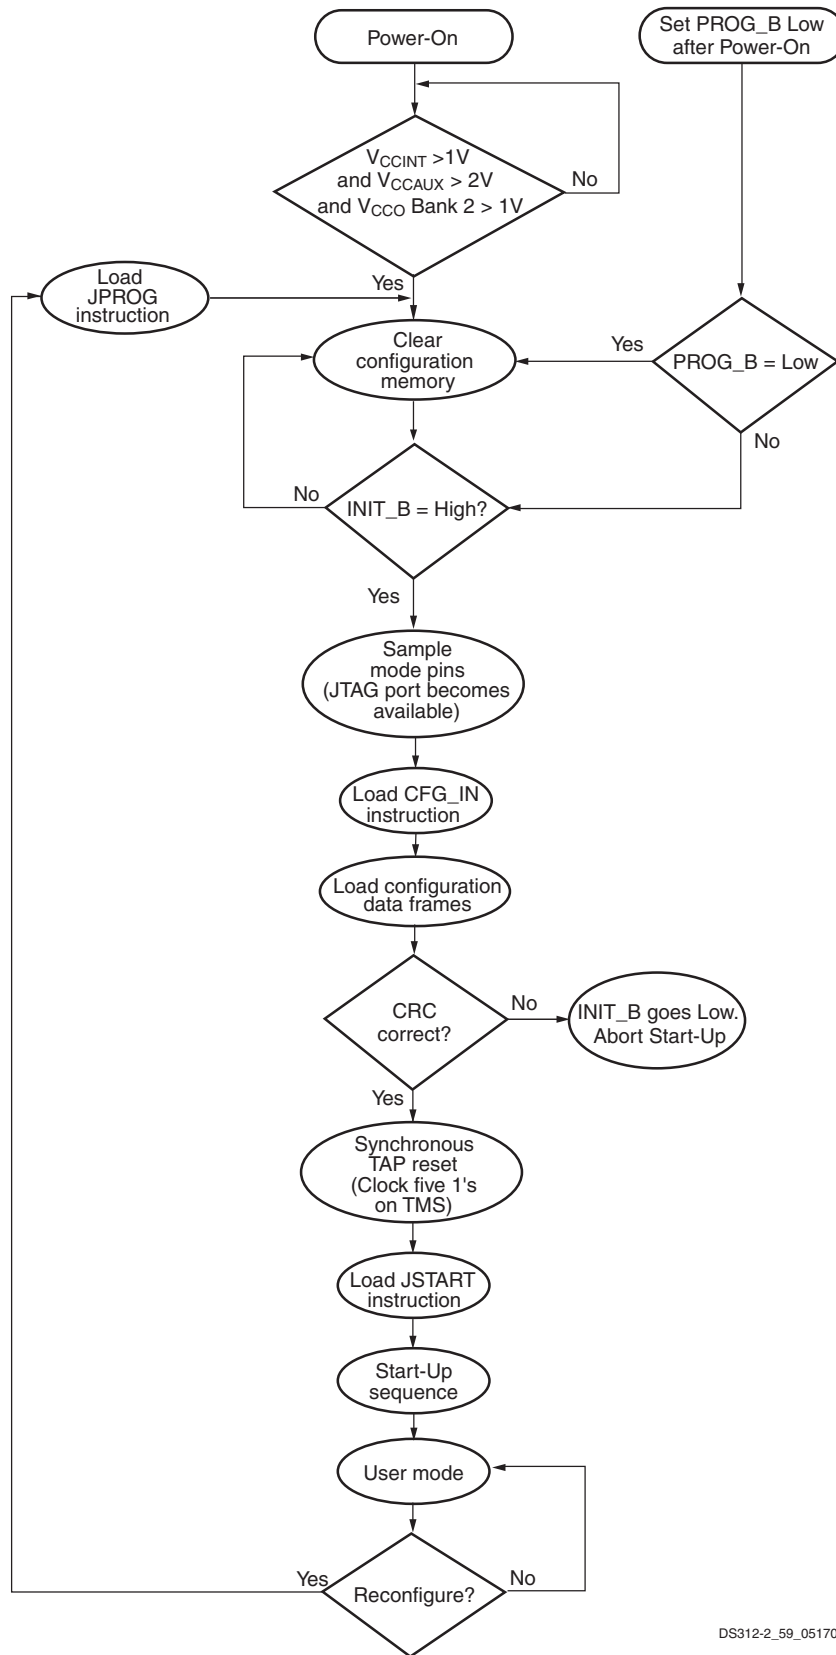 Power-On
Set PROG_B Low
after Power-On
VCCINT >1V
and VCCAUX > 2V
and VCCO Bank 2 > 1V
No
Yes
Load
JPROG
instruction
Clear
configuration
memory
Yes
PROG_B = Low
No
No
INIT_B = High?
Yes
Sample
mode pins
(JTAG port becomes
available)
Load CFG_IN
instruction
Load configuration
data frames
CRC
correct?
No
INIT_B goes Low.
Abort Start-Up
Yes
Synchronous
TAP reset
(Clock five 1's
on TMS)
Load JSTART
instruction
Start-Up
sequence
User mode
Yes
Reconfigure?
No
DS312-2_59_05170